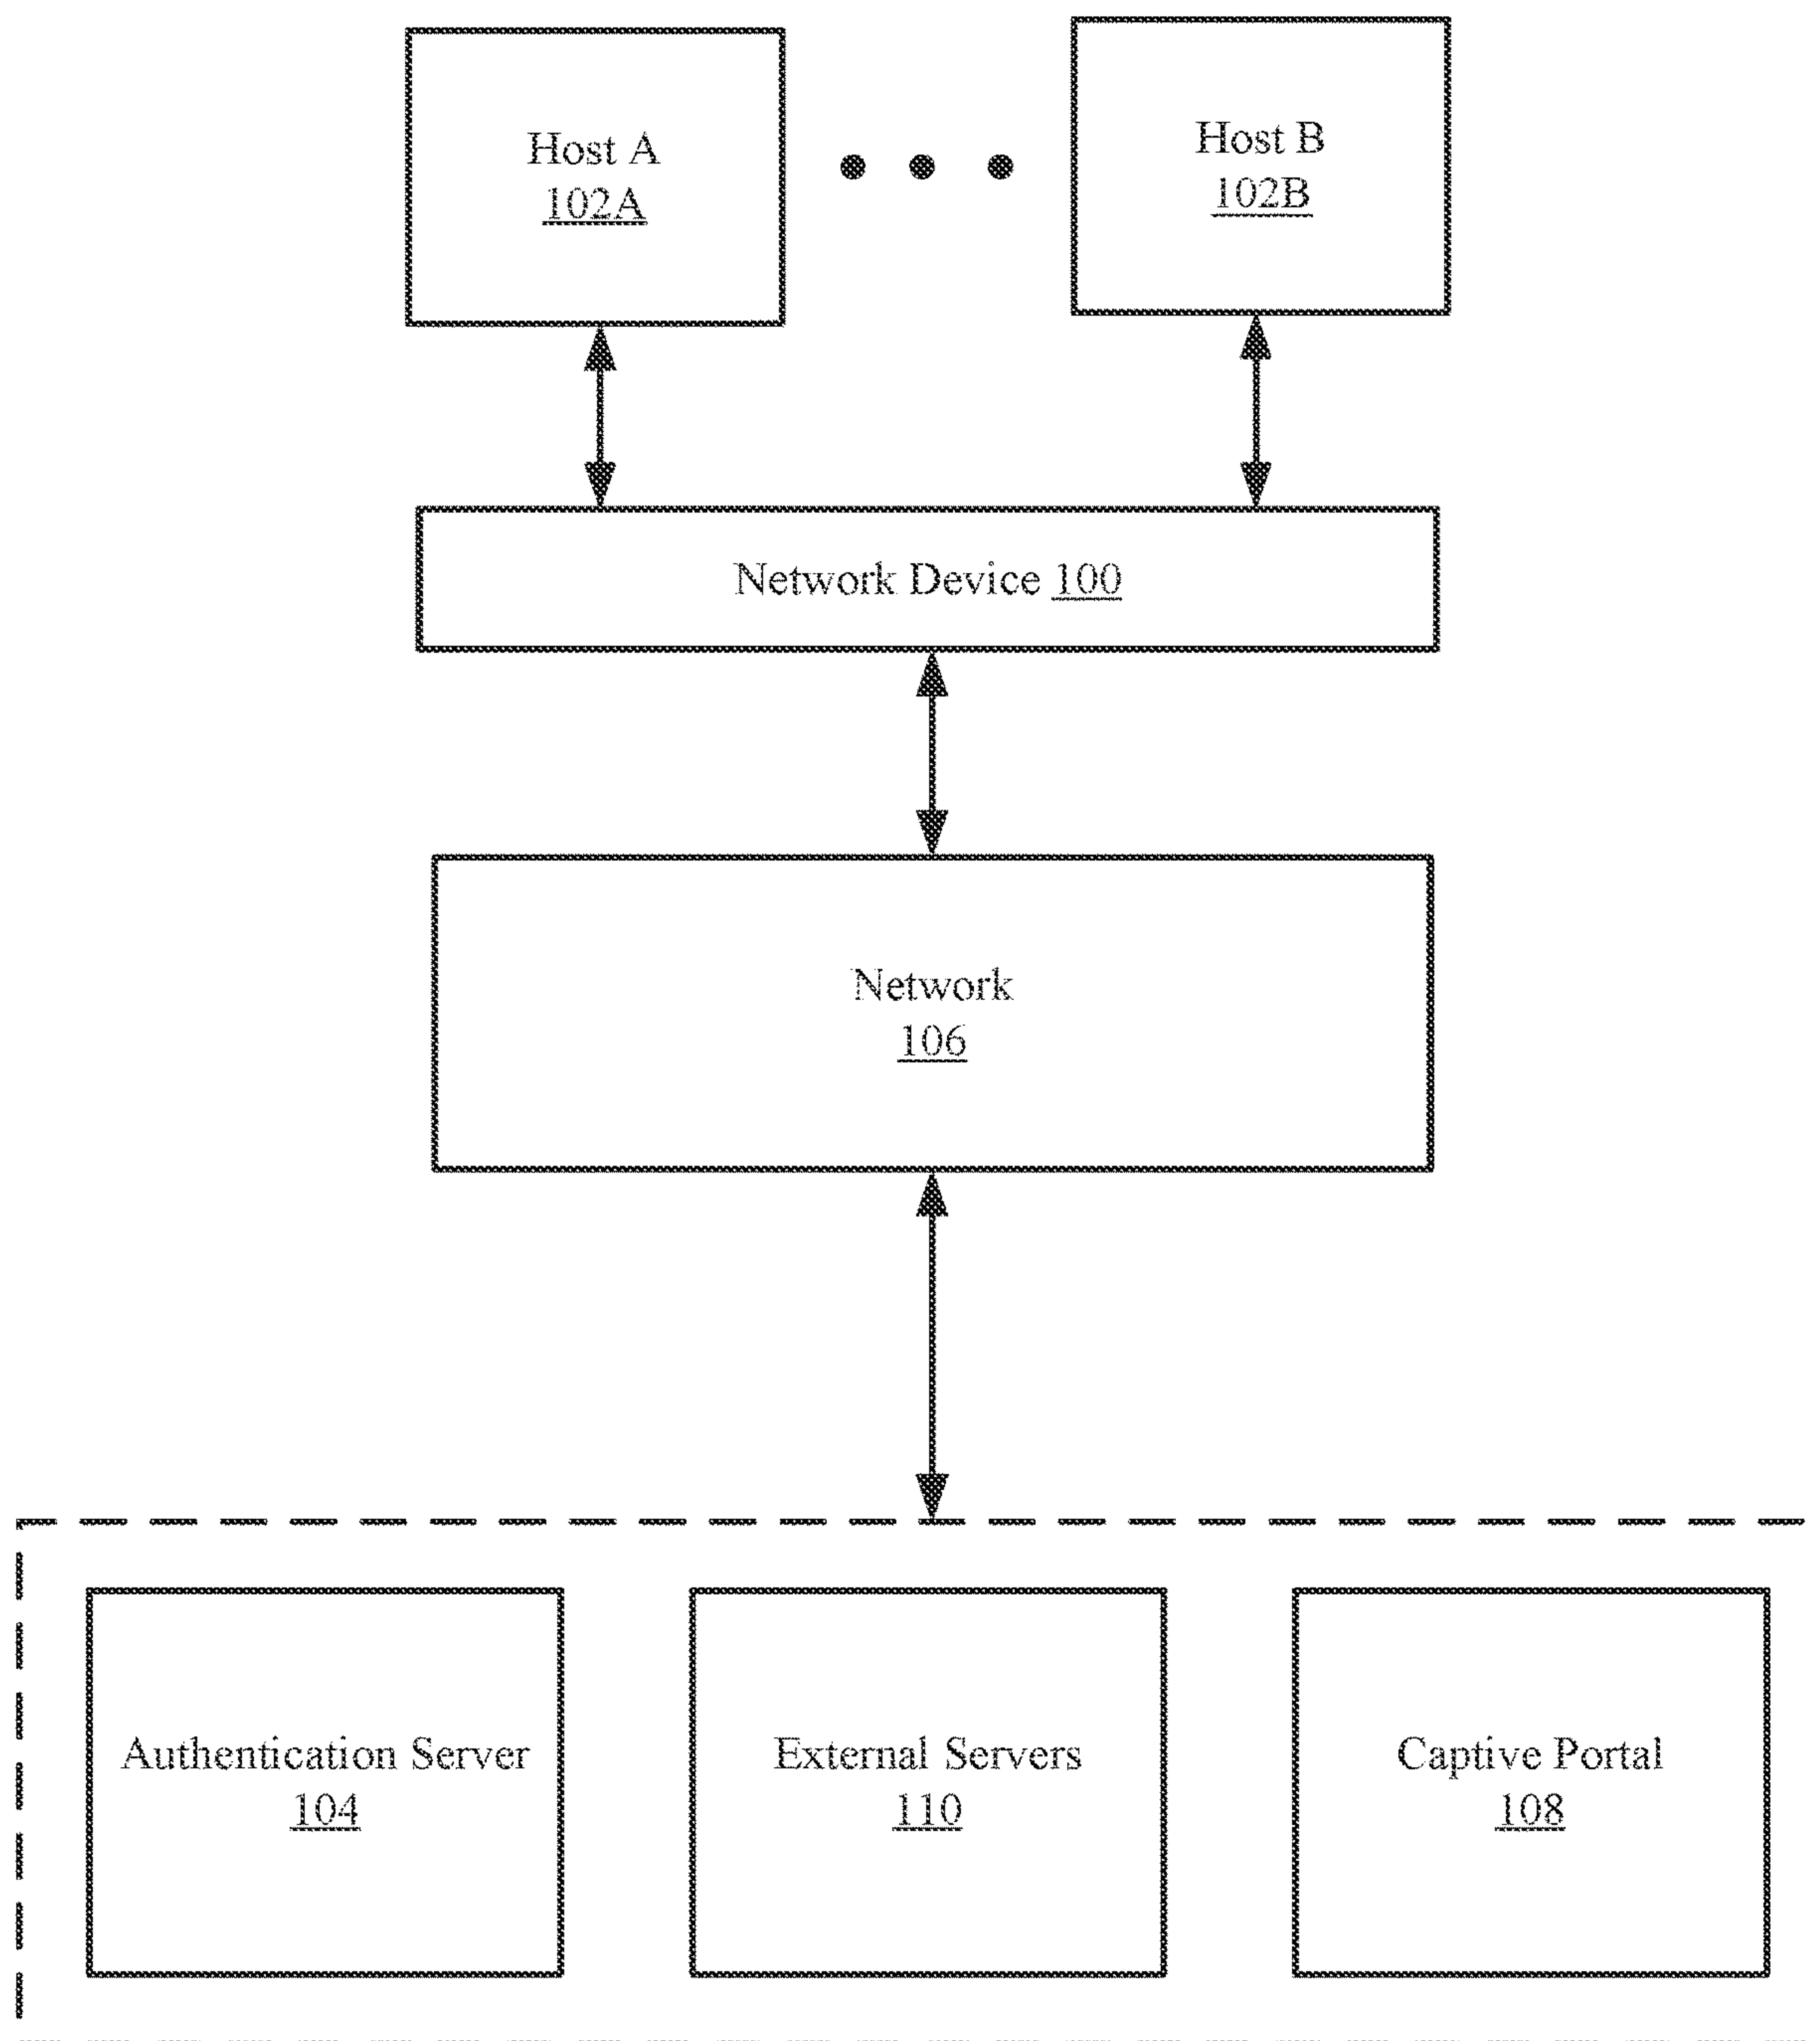 Host A
102A
Host B
102B
Network Device 100
Network
106
Authentication Server
104
External Servers
110
Captive Portal
108